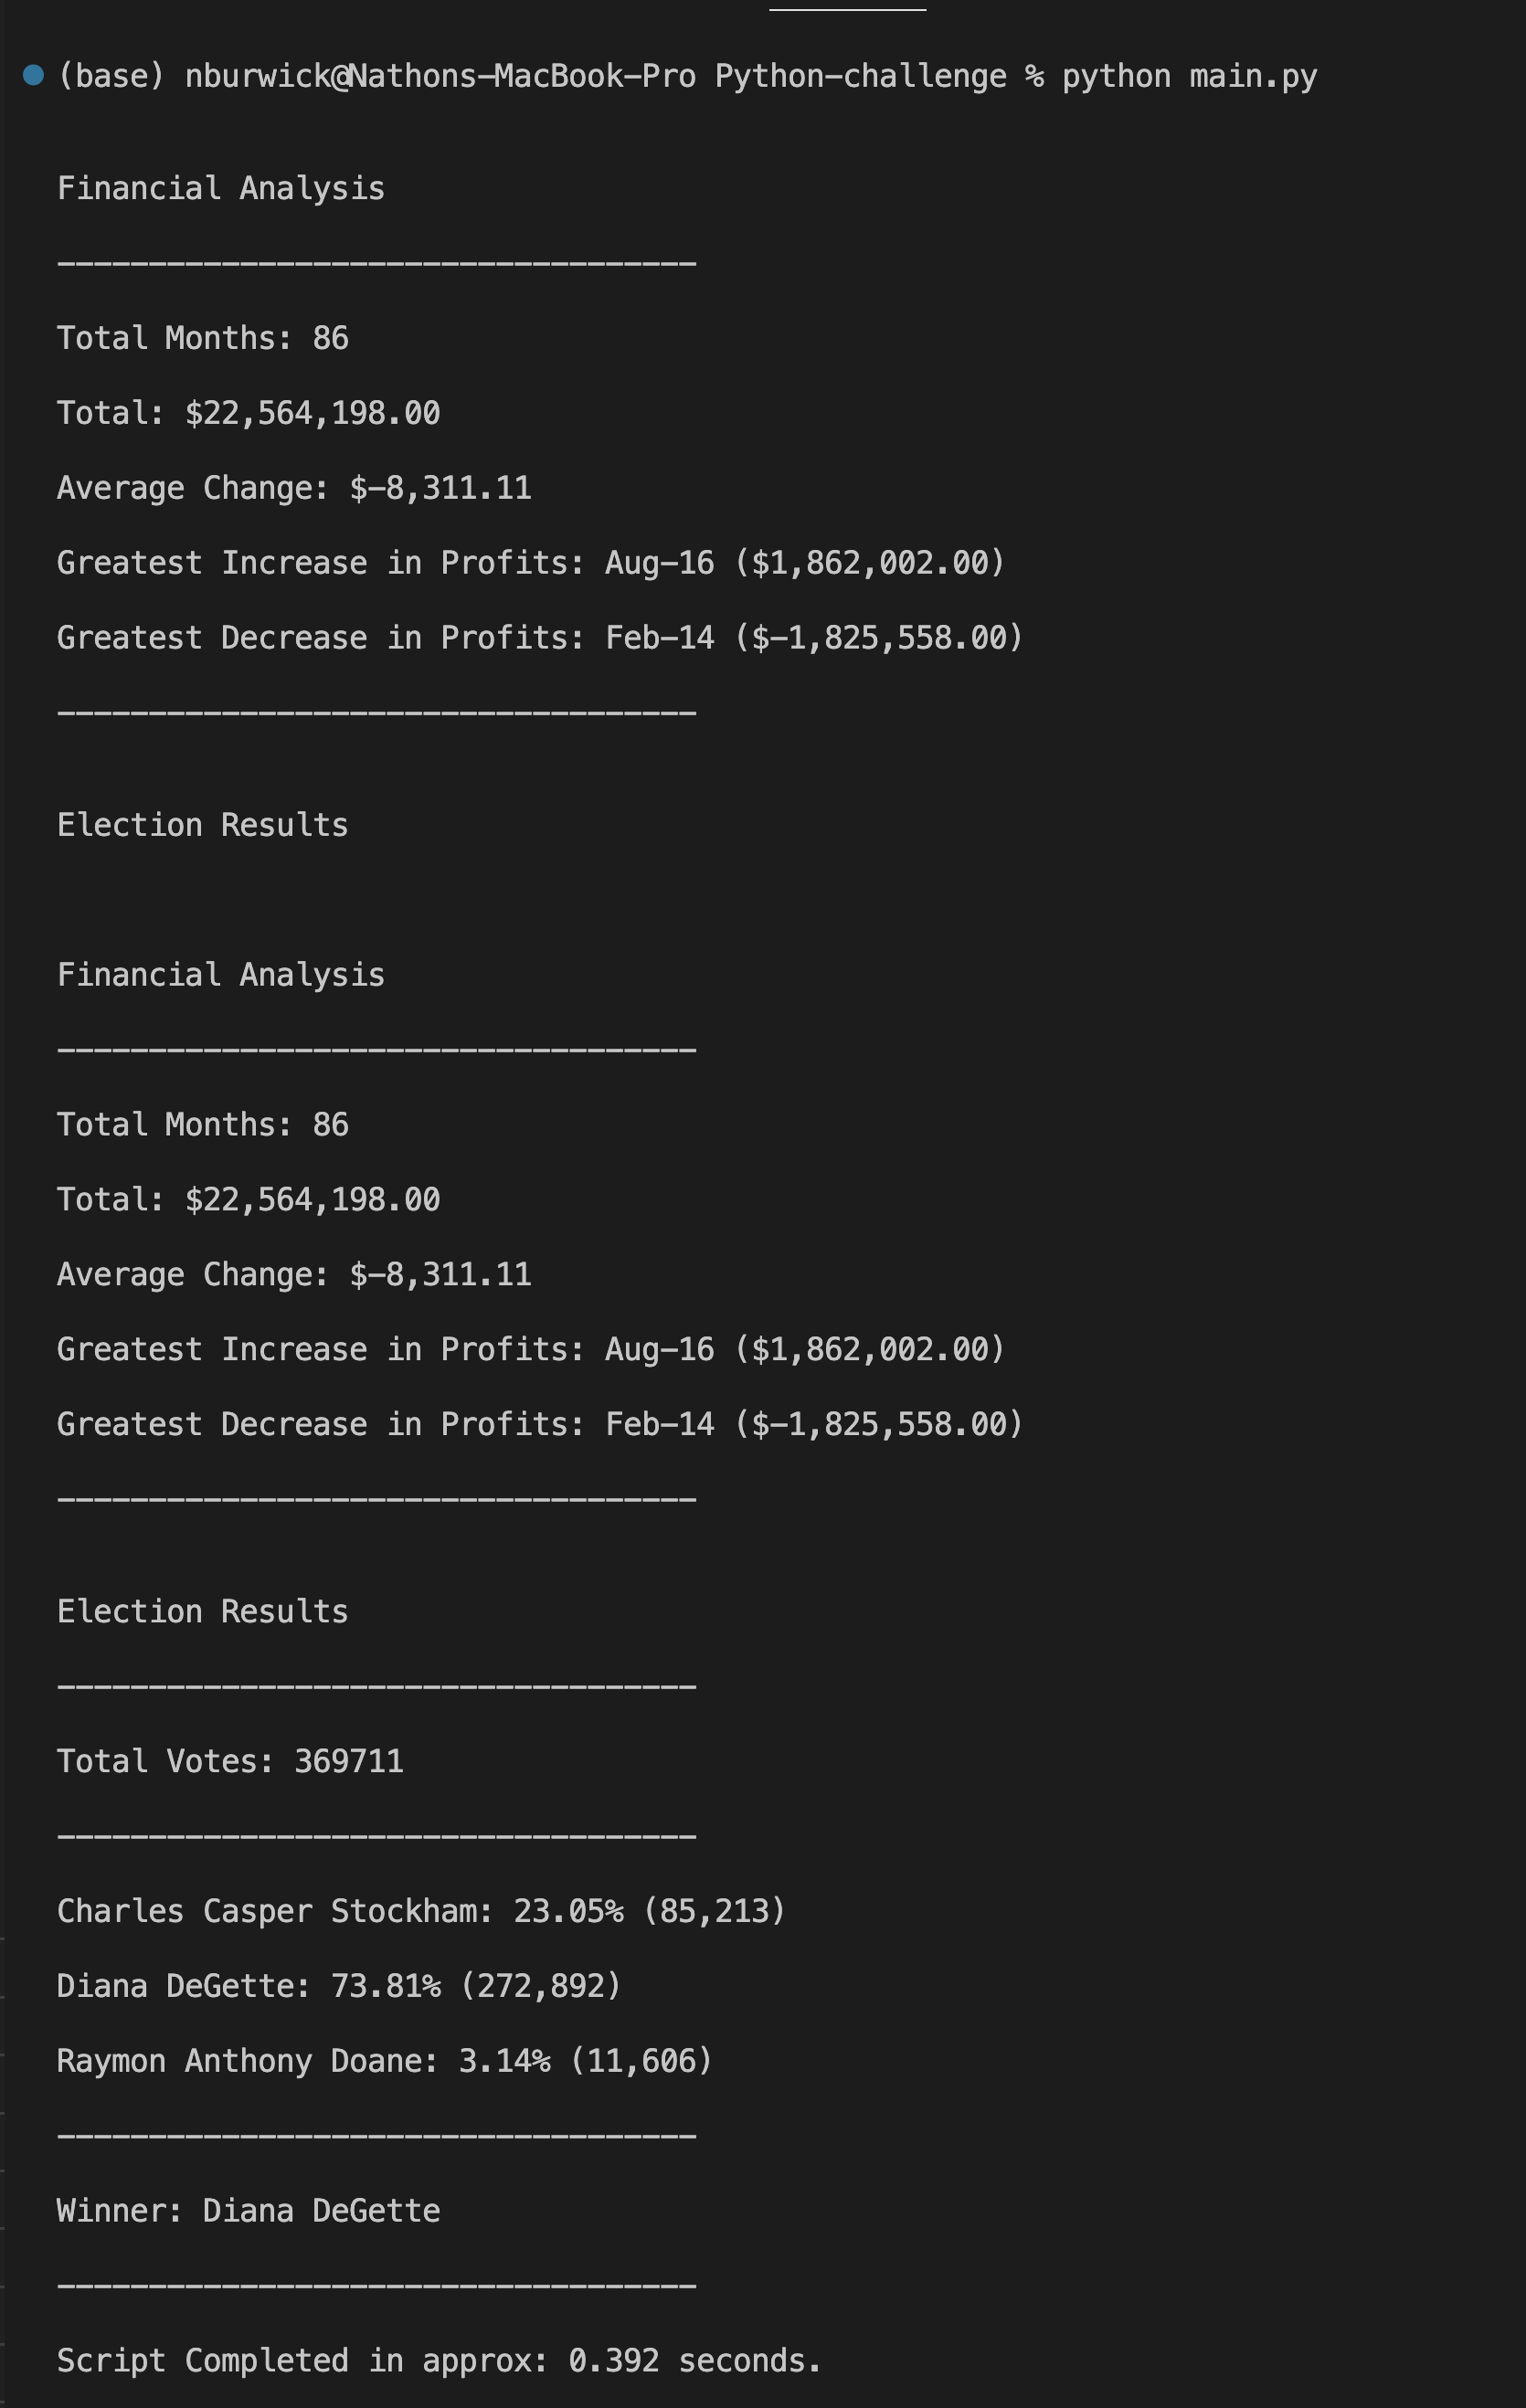 (base) nburwick@Nathons-MacBook-Pro Python-challenge % python main.py
Financial Analysis
-----------------------------------
Total Months: 86
Total: $22,564,198.00
Average Change: $-8,311.11
Greatest Increase in Profits: Aug-16 ($1,862,002.00)
Greatest Decrease in Profits: Feb-14 ($-1,825,558.00)
-----------------------------------
Election Results
Financial Analysis
-----------------------------------
Total Months: 86
Total: $22,564,198.00
Average Change: $-8,311.11
Greatest Increase in Profits: Aug-16 ($1,862,002.00)
Greatest Decrease in Profits: Feb-14 ($-1,825,558.00)
-----------------------------------
Election Results
-----------------------------------
Total Votes: 369711
-----------------------------------
Charles Casper Stockham: 23.05% (85,213)
Diana DeGette: 73.81% (272,892)
Raymon Anthony Doane: 3.14% (11,606)
-----------------------------------
Winner: Diana DeGette
-----------------------------------
Script Completed in approx: 0.392 seconds.